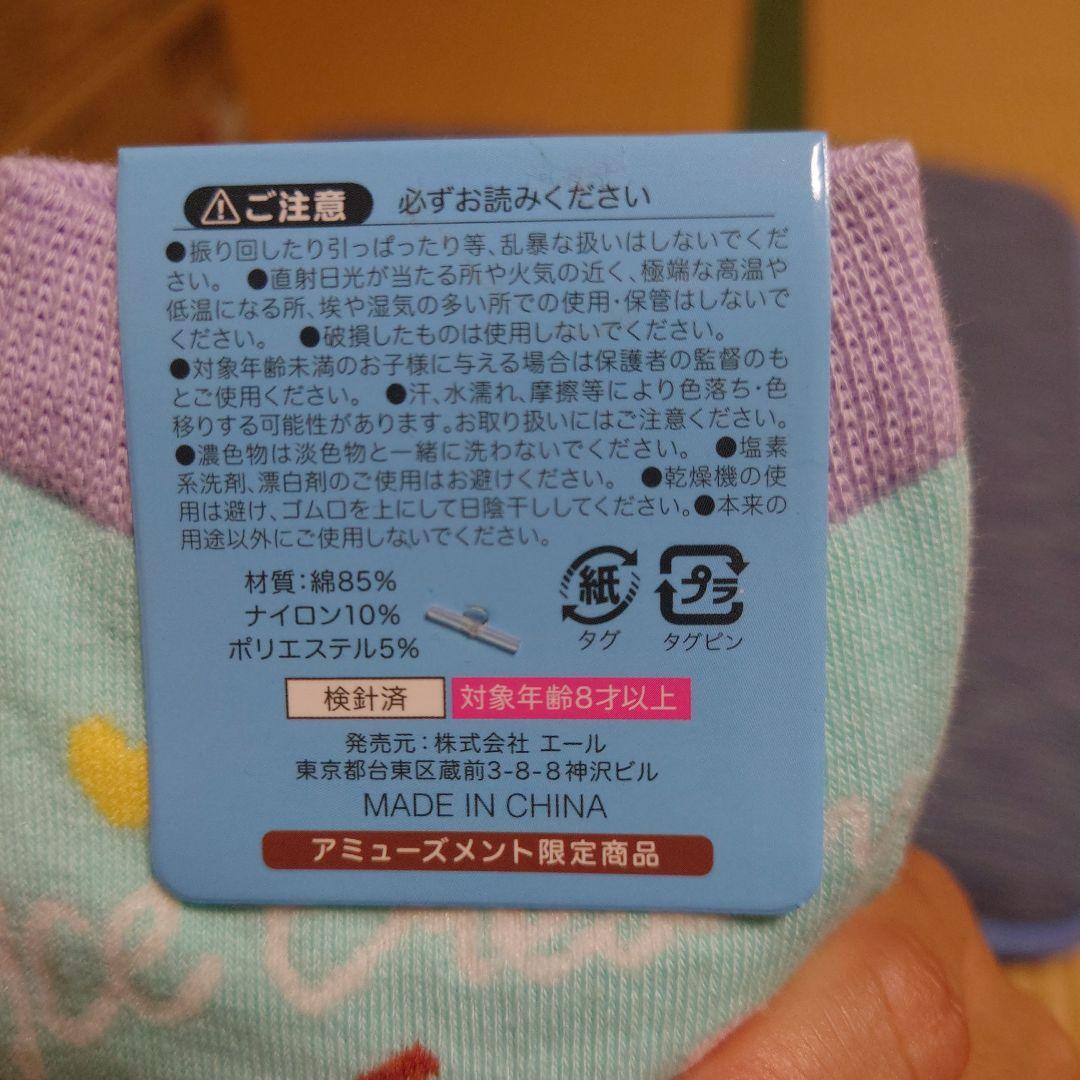 ⚠ご注意 必ずお読みください
●振り回したり引っぱったり等、乱暴な扱いはしないでくだ
さい。 ●直射日光が当たる所や火気の近く、極端な高温や
低温になる所、埃や湿気の多い所での使用・保管はしないで
ください。 ●破損したものは使用しないでください。
●対象年齢未満のお子様に与える場合は保護者の監督のも
とご使用ください。 ●汗、水濡れ、摩擦等により色落ち・色
移りする可能性があります。お取り扱いにはご注意ください。
●濃色物は淡色物と一緒に洗わないでください。 ●塩素
系洗剤、漂白剤のご使用はお避けください。 ●乾燥機の使
用は避け、ゴム口を上にして日陰干ししてください。●本来の
用途以外にご使用しないでください。
材質：綿85%
ナイロン10%
ポリエステル5%
紙 プラ
タグ タグピン
検針済 対象年齢8才以上
発売元：株式会社 エール
東京都台東区蔵前3-8-8神沢ビル
MADE IN CHINA
アミューズメント限定商品